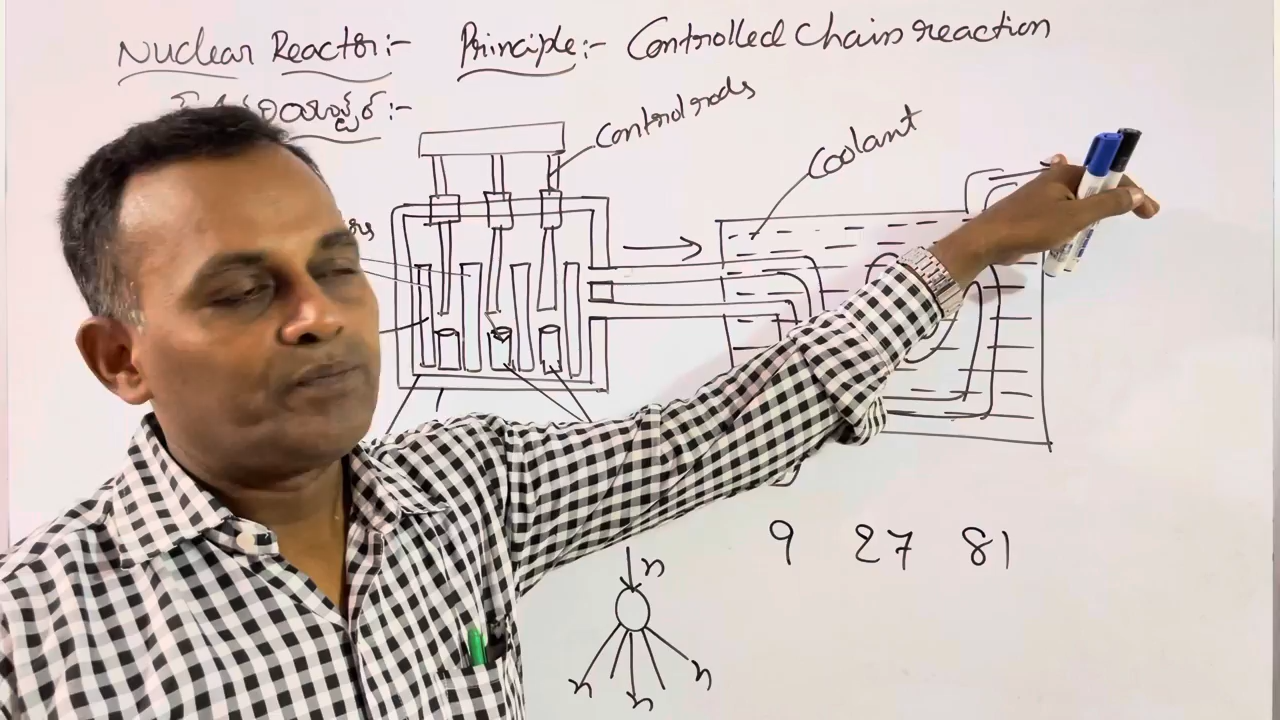 Nuclear Reactor:- Principle:- Controlled Chain reaction
Control rods
Coolant
9 27 81
n
n n n